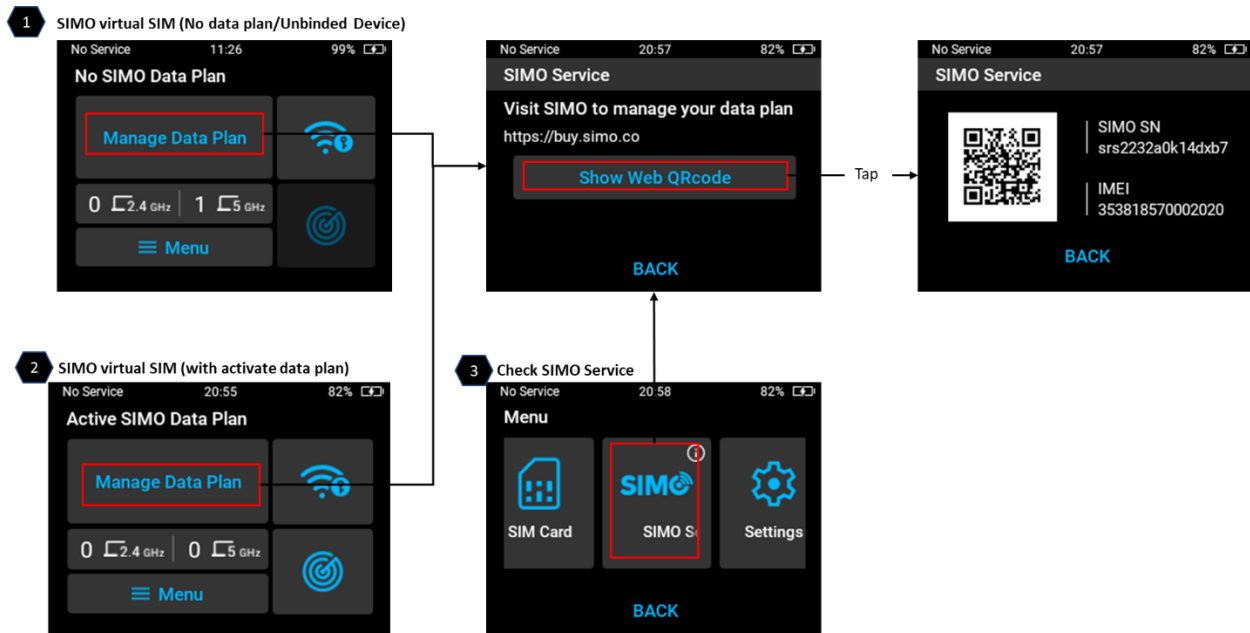 1
SIMO virtual SIM (No data plan/Unbinded Device)
No Service 11:26 99%
No SIMO Data Plan
Manage Data Plan
0 2.4 GHz 1 5 GHz
Menu
No Service 20:57 82%
SIMO Service
Visit SIMO to manage your data plan
https://buy.simo.co
Show Web QRcode
BACK
Tap
No Service 20:57 82%
SIMO Service
SIMO SN
srs2232a0k14dxb7
IMEI
353818570002020
BACK
2
SIMO virtual SIM (with activate data plan)
No Service 20:55 82%
Active SIMO Data Plan
Manage Data Plan
0 2.4 GHz 0 5 GHz
Menu
3
Check SIMO Service
No Service 20:58 82%
Menu
SIMO
SIM Card SIMO Se Settings
BACK